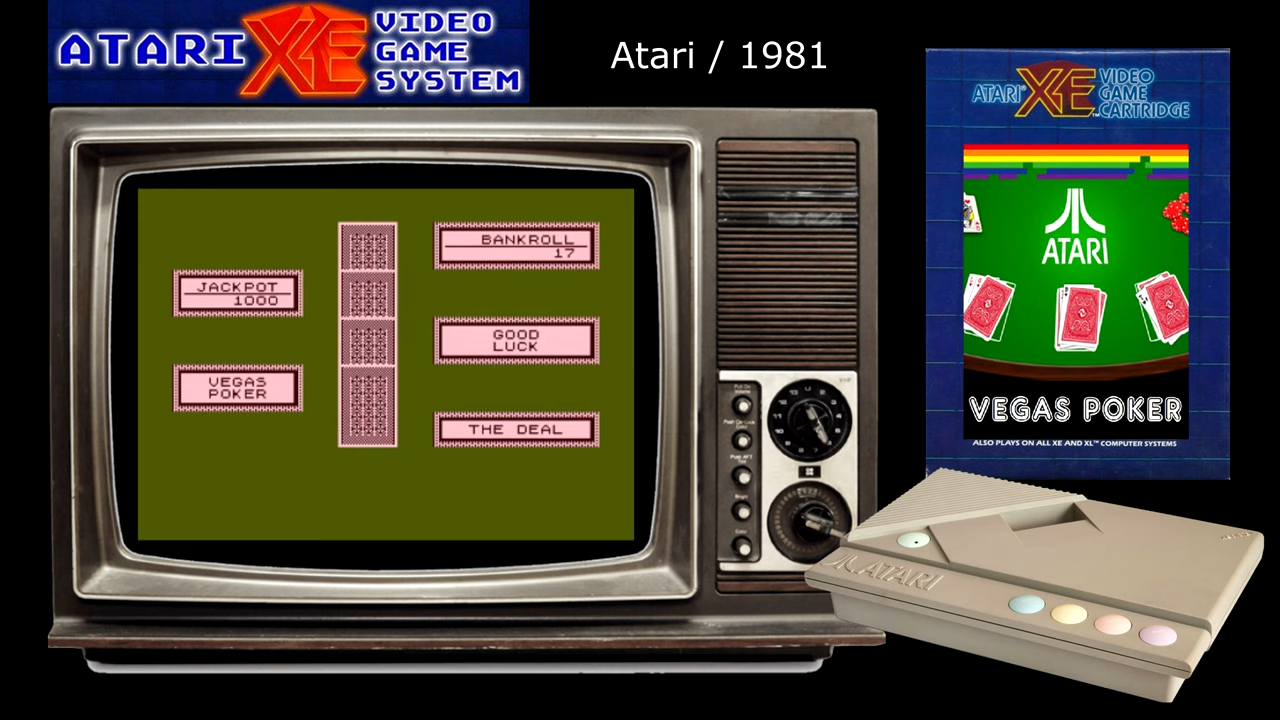 ATARI XE VIDEO
GAME
SYSTEM
Atari / 1981
BANKROLL
17
JACKPOT
1000
GOOD
LUCK
VEGAS
POKER
THE DEAL
ATARI® XE VIDEO
GAME
™ CARTRIDGE
ATARI
VEGAS POKER
ALSO PLAYS ON ALL XE AND XL™ COMPUTER SYSTEMS
ATARI